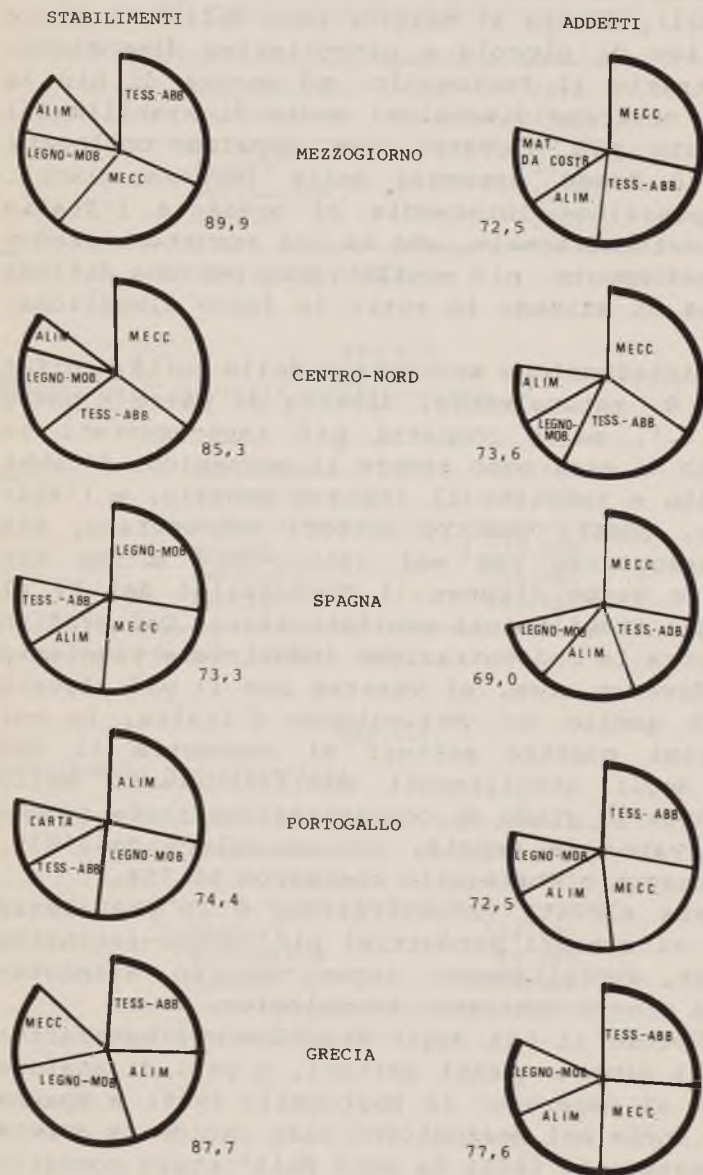 STABILIMENTI
ADDETTI
TESS-ABB.
ALIM.
LEGNO-MOB.
MECC.
MECC.
MAT.
DA COSTR.
ALIM.
TESS-ABB.
MEZZOGIORNO
89,9
72,5
MECC.
ALIM.
LEGNO-MOB.
TESS-ABB.
MECC.
ALIM.
LEGNO-
MOB.
TESS-ABB.
CENTRO-NORD
85,3
73,6
LEGNO-MOB.
TESS-ABB.
ALIM.
MECC.
MECC.
LEGNO-MOB.
TESS-ADB.
ALIM.
SPAGNA
73,3
69,0
ALIM.
CARTA
LEGNO-MOB.
TESS-ABB.
TESS-ABB.
LEGNO-MOB.
ALIM.
MECC.
PORTOGALLO
74,4
72,5
TESS-ABB.
MECC.
LEGNO-MOB.
ALIM.
TESS-ABB.
LEGNO-MOB.
ALIM.
MECC.
GRECIA
87,7
77,6